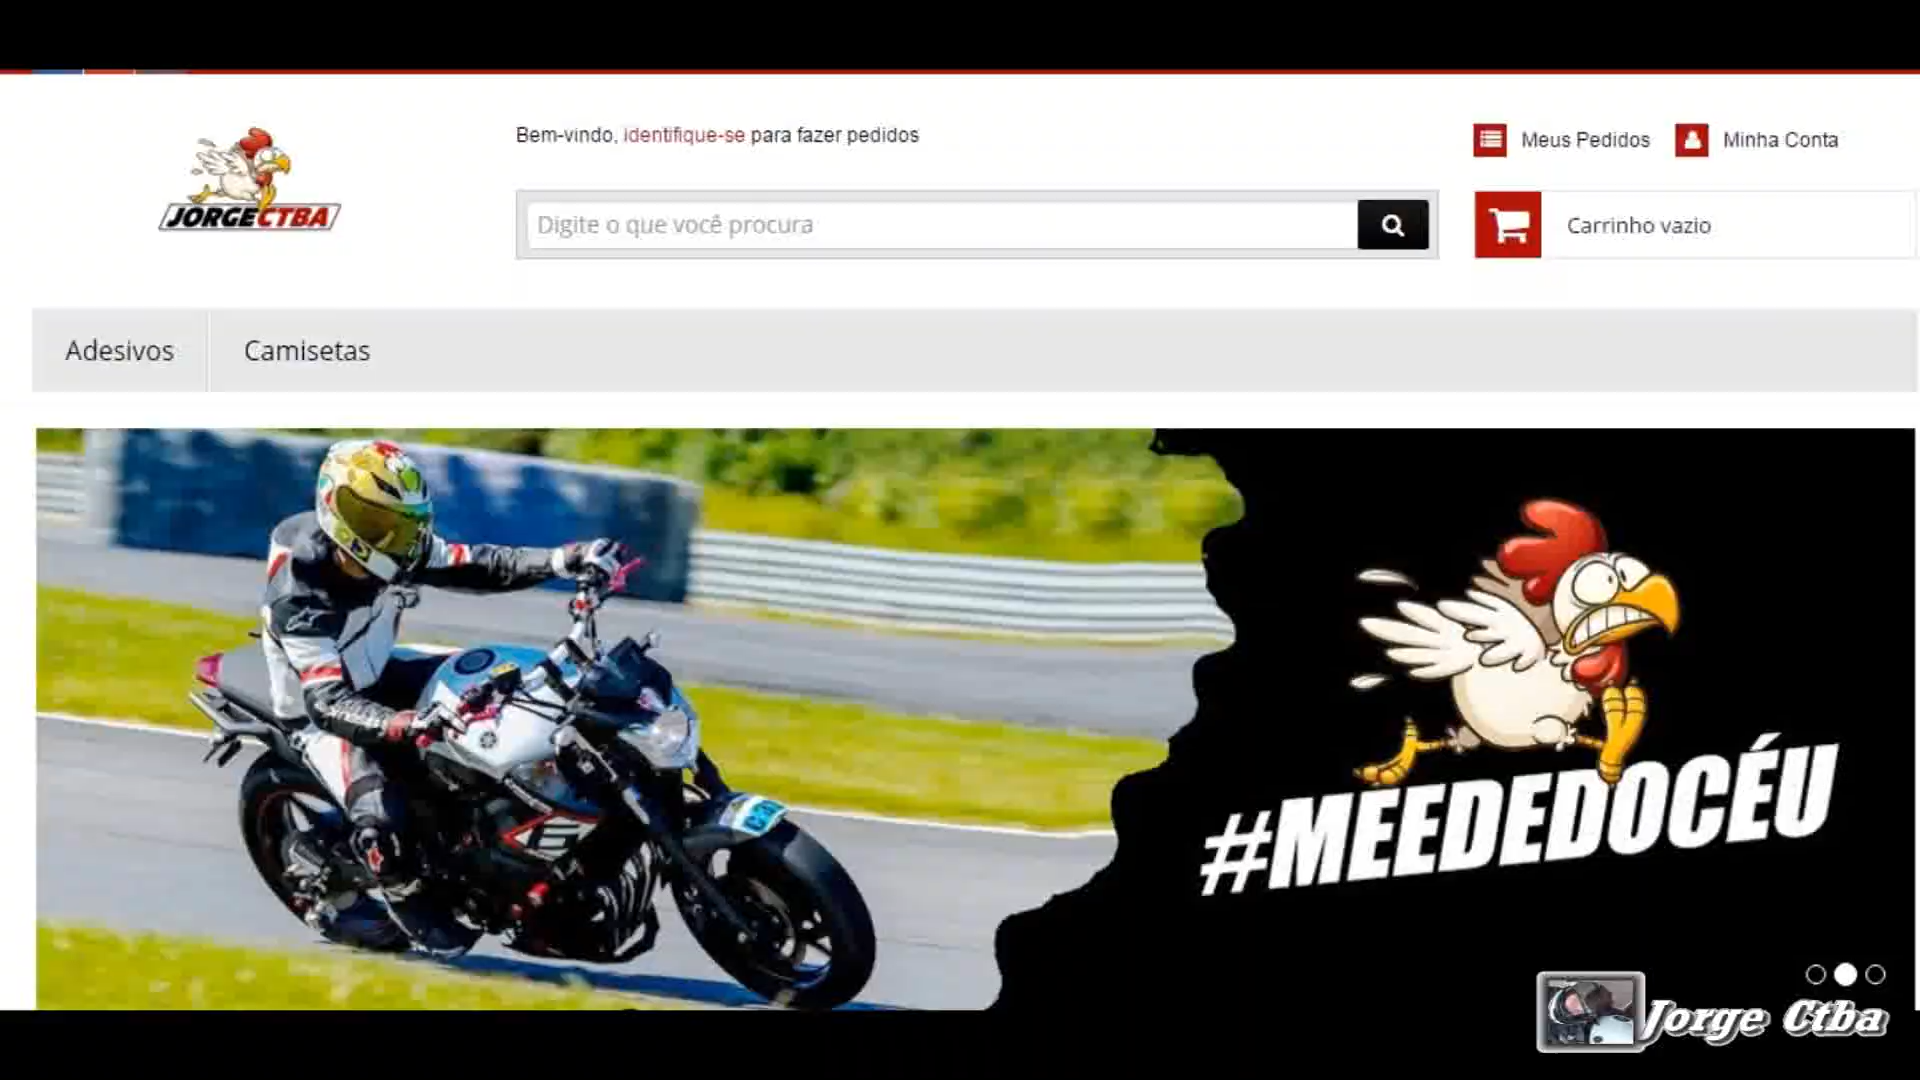 Bem-vindo, identifique-se para fazer pedidos
Meus Pedidos
Minha Conta
JORGECTBA
Digite o que você procura
Carrinho vazio
Adesivos
Camisetas
#MEEDEDOCÉU
Jorge Ctba